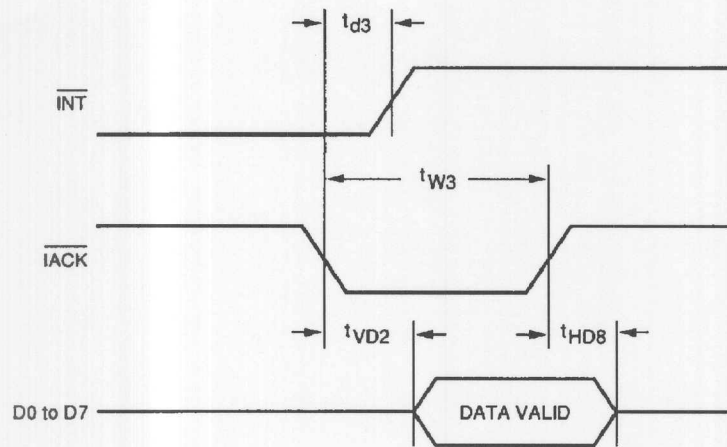 td3
INT
tW3
IACK
tVD2
tHD8
D0 to D7
DATA VALID